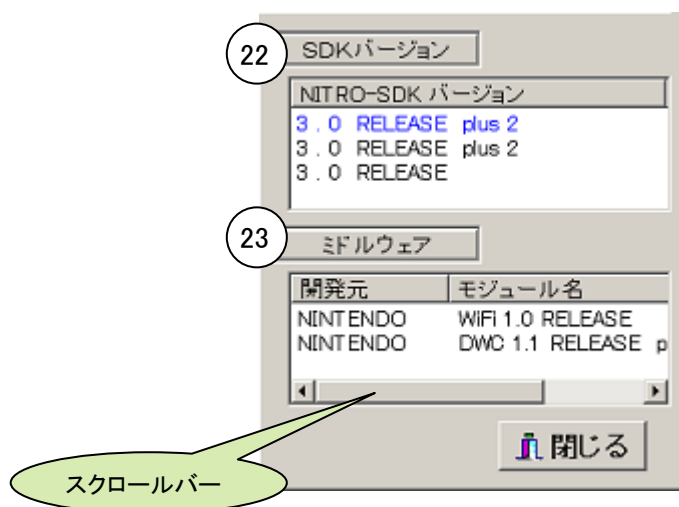 22
SDKバージョン
NITRO-SDK バージョン
3 . 0 RELEASE plus 2
3 . 0 RELEASE plus 2
3 . 0 RELEASE
23
ミドルウェア
開発元 モジュール名
NINTENDO WiFi 1.0 RELEASE
NINTENDO DWC 1.1 RELEASE p
閉じる
スクロールバー